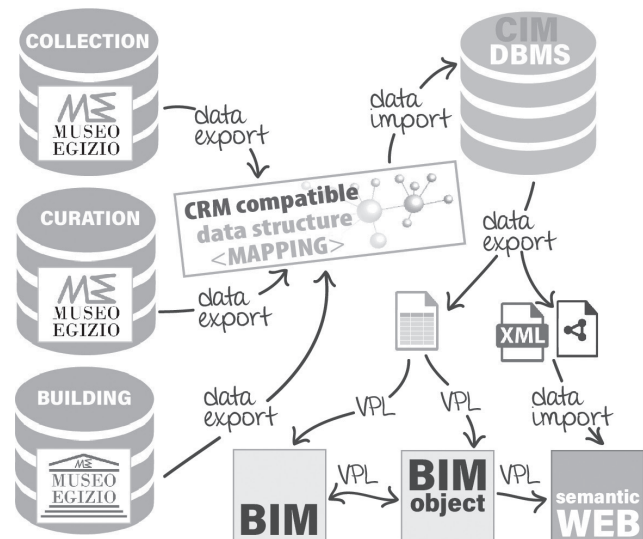 COLLECTION
MUSEO
EGIZIO
data
export
CIM
DBMS
data
import
CRM compatible
data structure
<MAPPING>
CURATION
MUSEO
EGIZIO
data
export
data
export
XML
BUILDING
MUSEO
EGIZIO
data
export
VPL
VPL
data
import
BIM
VPL
BIM
object
VPL
semantic
WEB